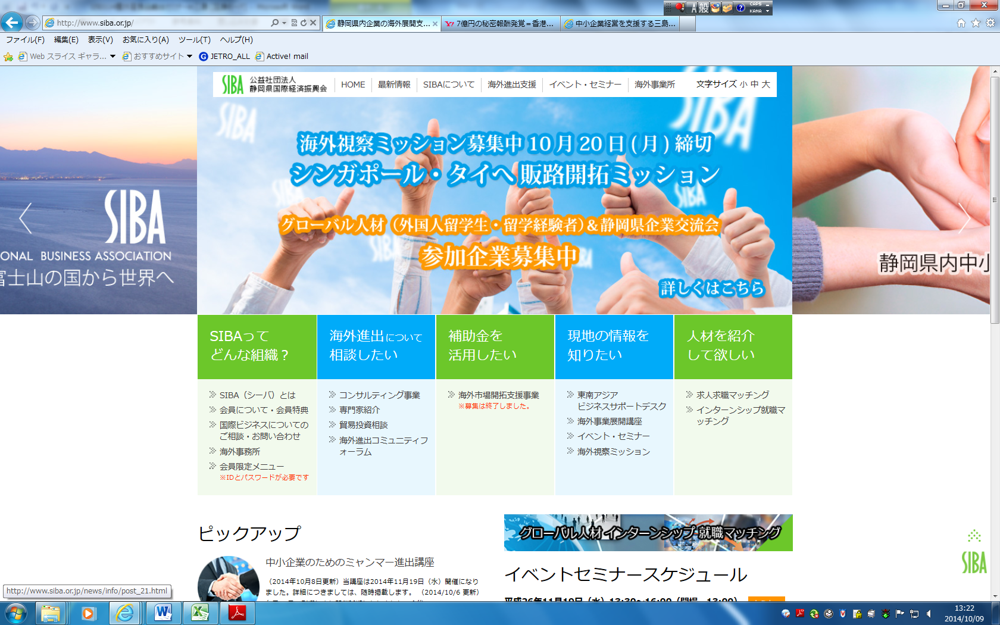 CAPS
A 般
KANA
http://www.siba.or.jp/
静岡県内企業の海外展開支...
7億円の秘密報酬発覚＝香港...
中小企業経営を支援する三島...
ファイル(F) 編集(E) 表示(V) お気に入り(A) ツール(T) ヘルプ(H)
Web スライス ギャラ... おすすめサイト JETRO_ALL Active! mail
SIBA 公益社団法人
静岡県国際経済振興会
HOME 最新情報 SIBAについて 海外進出支援 イベント・セミナー 海外事業所 文字サイズ 小 中 大
SIBA
SIBA
海外視察ミッション募集中 10 月 20 日 ( 月 ) 締切
シンガポール・タイへ 販路開拓ミッション
SIBA
SIBA
SIBA
ONAL BUSINESS ASSOCIATION
富士山の国から世界へ
グローバル人材（外国人留学生・留学経験者）＆静岡県企業交流会
参加企業募集中
詳しくはこちら
静岡県内中小
SIBAって
どんな組織？
海外進出について
相談したい
補助金を
活用したい
現地の情報を
知りたい
人材を紹介
して欲しい
SIBA（シーバ）とは
会員について・会員特典
国際ビジネスについての
ご相談・お問い合わせ
海外事務所
会員限定メニュー
※IDとパスワードが必要です
コンサルティング事業
専門家紹介
貿易投資相談
海外進出コミュニティフ
ォーラム
海外市場開拓支援事業
※募集は終了しました。
東南アジア
ビジネスサポートデスク
海外事業展開講座
イベント・セミナー
海外視察ミッション
求人求職マッチング
インターンシップ就職マ
ッチング
ピックアップ
中小企業のためのミャンマー進出講座
（2014年10月8日更新）当講座は2014年11月19日（水）開催になり
ました。詳細につきましては、随時掲載します。 （2014/10/6 更新）
グローバル人材 インターンシップ 就職マッチング
イベントセミナースケジュール
平成26年11月19日（水）13:30～16:00（開場 13:00）
SIBA
http://www.siba.or.jp/news/info/post_21.html
13:22
2014/10/09